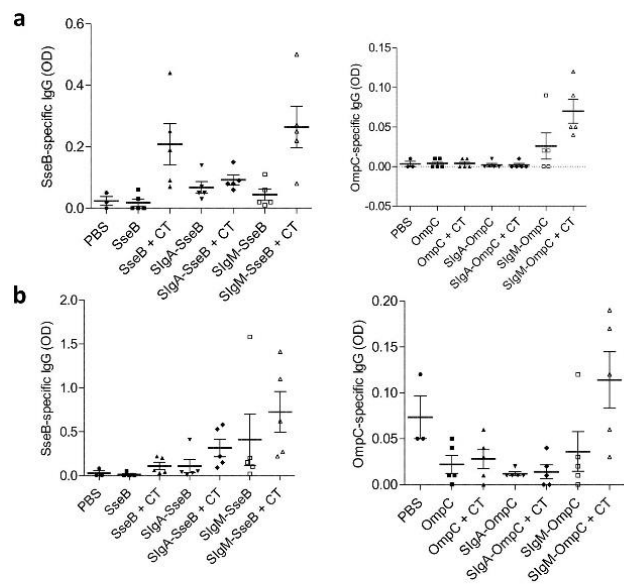 a
SseB-specific IgG (OD)
0.6
0.4
0.2
0.0
PBS
SseB
SseB + CT
SIgA-SseB
SIgA-SseB + CT
SIgM-SseB
SIgM-SseB + CT
OmpC-specific IgG (OD)
0.15
0.10
0.05
0.00
-0.05
PBS
OmpC
OmpC + CT
SIgA-OmpC
SIgA-OmpC + CT
SIgM-OmpC
SIgM-OmpC + CT
b
SseB-specific IgG (OD)
2.0
1.5
1.0
0.5
0.0
PBS
SseB
SseB + CT
SIgA-SseB
SIgA-SseB + CT
SIgM-SseB
SIgM-SseB + CT
OmpC-specific IgG (OD)
0.20
0.15
0.10
0.05
0.00
PBS
OmpC
OmpC + CT
SIgA-OmpC
SIgA-OmpC + CT
SIgM-OmpC
SIgM-OmpC + CT